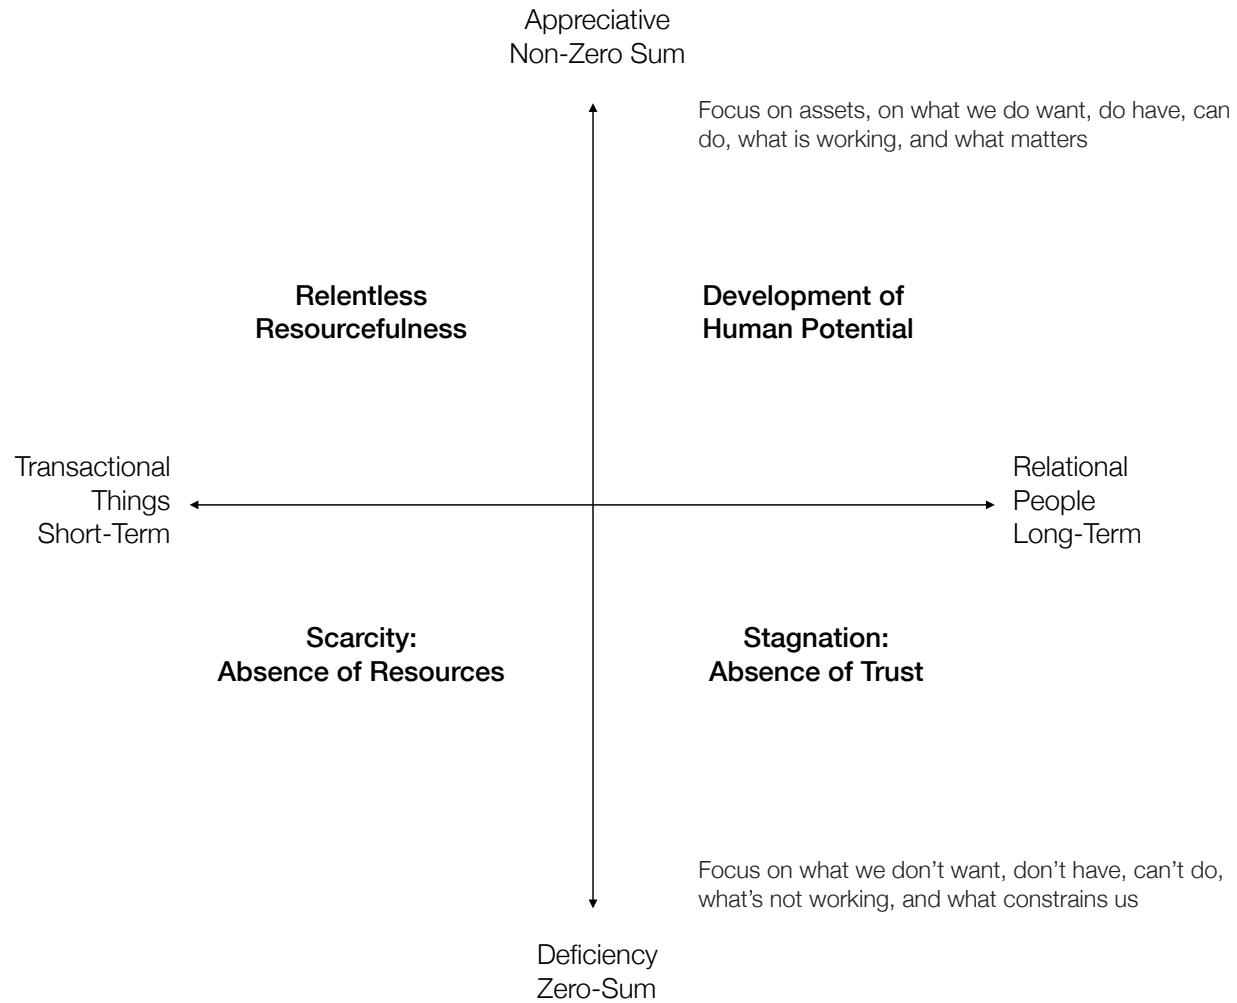 Appreciative
Non-Zero Sum
Focus on assets, on what we do want, do have, can
do, what is working, and what matters
Relentless
Resourcefulness
Development of
Human Potential
Transactional
Things
Short-Term
Relational
People
Long-Term
Scarcity:
Absence of Resources
Stagnation:
Absence of Trust
Focus on what we don’t want, don’t have, can’t do,
what’s not working, and what constrains us
Deficiency
Zero-Sum